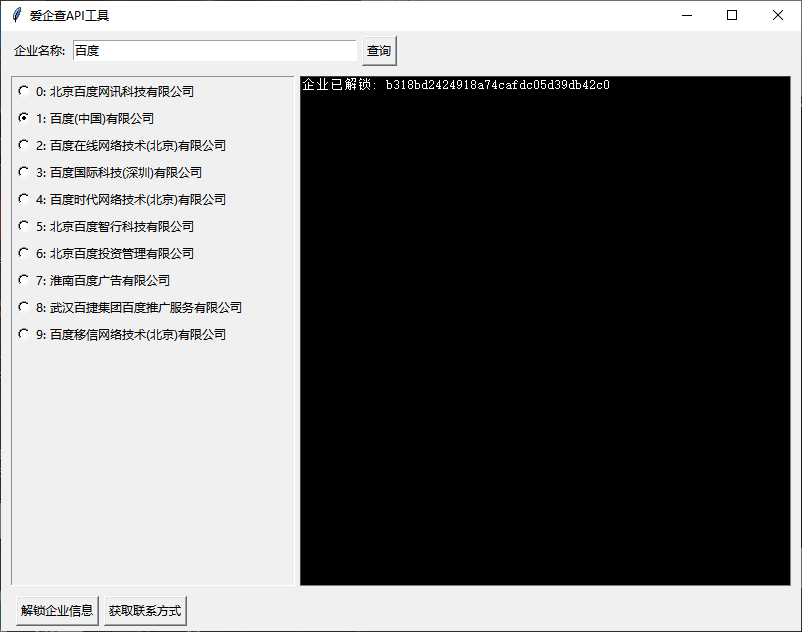 爱企查API工具
企业名称: 百度 查询
0: 北京百度网讯科技有限公司
1: 百度(中国)有限公司
2: 百度在线网络技术(北京)有限公司
3: 百度国际科技(深圳)有限公司
4: 百度时代网络技术(北京)有限公司
5: 北京百度智行科技有限公司
6: 北京百度投资管理有限公司
7: 淮南百度广告有限公司
8: 武汉百捷集团百度推广服务有限公司
9: 百度移信网络技术(北京)有限公司
企业已解锁: b318bd2424918a74cafdc05d39db42c0
解锁企业信息 获取联系方式